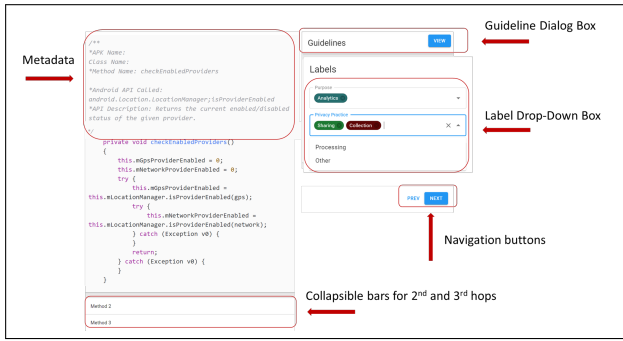 Guideline Dialog Box
/**
*APK Name:
Class Name:
*Method Name: checkEnabledProviders
*Android API Called:
android.location.LocationManager;isProviderEnabled
*API Description: Returns the current enabled/disabled
status of the given provider.
*/
private void checkEnabledProviders()
{
this.mGpsProviderEnabled = 0;
this.mNetworkProviderEnabled = 0;
try {
this.mGpsProviderEnabled =
this.mLocationManager.isProviderEnabled(gps);
try {
this.mNetworkProviderEnabled =
this.mLocationManager.isProviderEnabled(network);
} catch (Exception v0) {
}
return;
} catch (Exception v0) {
}
}
Metadata
Guidelines
VIEW
Labels
Purpose
Analytics
Privacy Practice
Sharing
Collection
Processing
Other
Label Drop-Down Box
PREV NEXT
Navigation buttons
Method 2
Method 3
Collapsible bars for 2nd and 3rd hops